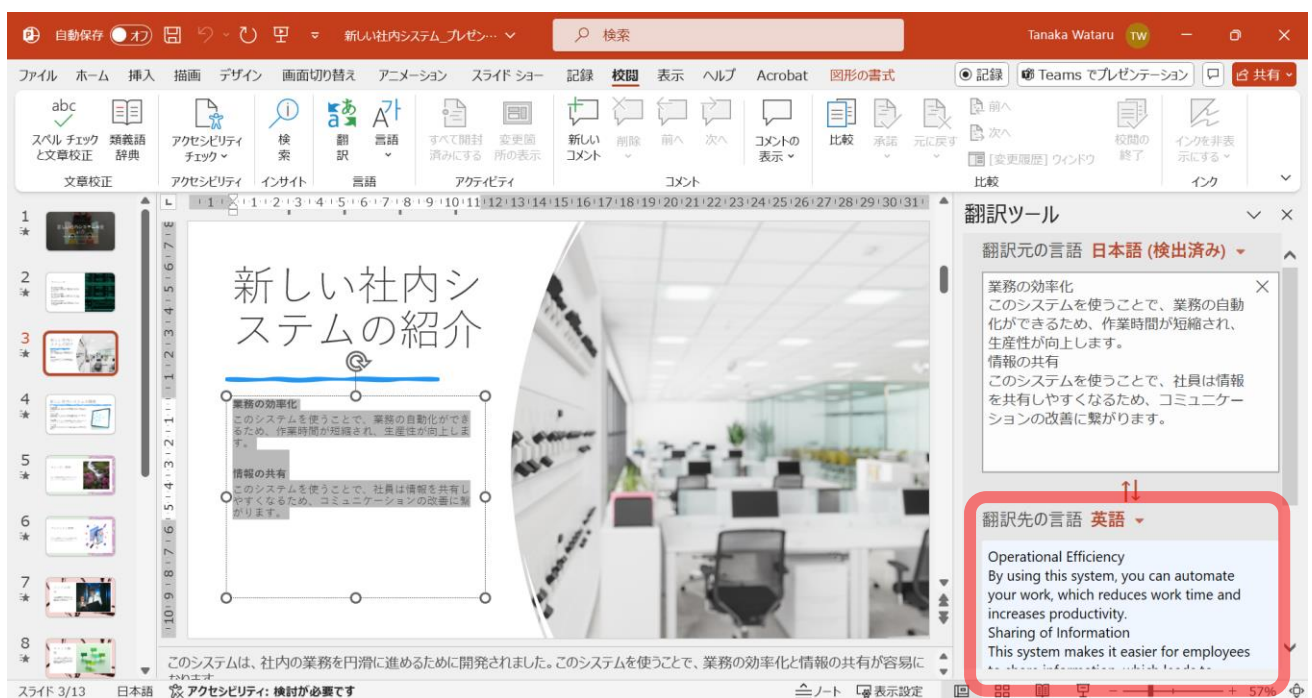 自動保存 オフ 新しい社内システム_プレゼン… 検索 Tanaka Wataru TW
ファイル ホーム 挿入 描画 デザイン 画面切り替え アニメーション スライド ショー 記録 校閲 表示 ヘルプ Acrobat 図形の書式 記録 Teams でプレゼンテーション 共有
abc
スペル チェック
と文章校正
類義語
辞典
文章校正
アクセシビリティ
チェック
アクセシビリティ
検
索
インサイト
翻
訳
言語
言語
すべて開封
済みにする
変更箇
所の表示
アクティビティ
新しい
コメント
削除
前へ
次へ
コメントの
表示
コメント
比較
承諾
元に戻す
前へ
次へ
[変更履歴] ウィンドウ
校閲の
終了
比較
インクを非表
示にする
インク
1
2
3
4
5
6
7
8
新しい社内シ
ステムの紹介
業務の効率化
このシステムを使うことで、業務の自動化ができ
るため、作業時間が短縮され、生産性が向上しま
す。
情報の共有
このシステムを使うことで、社員は情報を共有し
やすくなるため、コミュニケーションの改善に繋
がります。
このシステムは、社内の業務を円滑に進めるために開発されました。このシステムを使うことで、業務の効率化と情報の共有が容易に
翻訳ツール
翻訳元の言語 日本語 (検出済み)
業務の効率化
このシステムを使うことで、業務の自動
化ができるため、作業時間が短縮され、
生産性が向上します。
情報の共有
このシステムを使うことで、社員は情報
を共有しやすくなるため、コミュニケー
ションの改善に繋がります。
翻訳先の言語 英語
Operational Efficiency
By using this system, you can automate
your work, which reduces work time and
increases productivity.
Sharing of Information
This system makes it easier for employees
to share information, which leads to
スライド 3/13 日本語 アクセシビリティ: 検討が必要です ノート 表示設定 57%